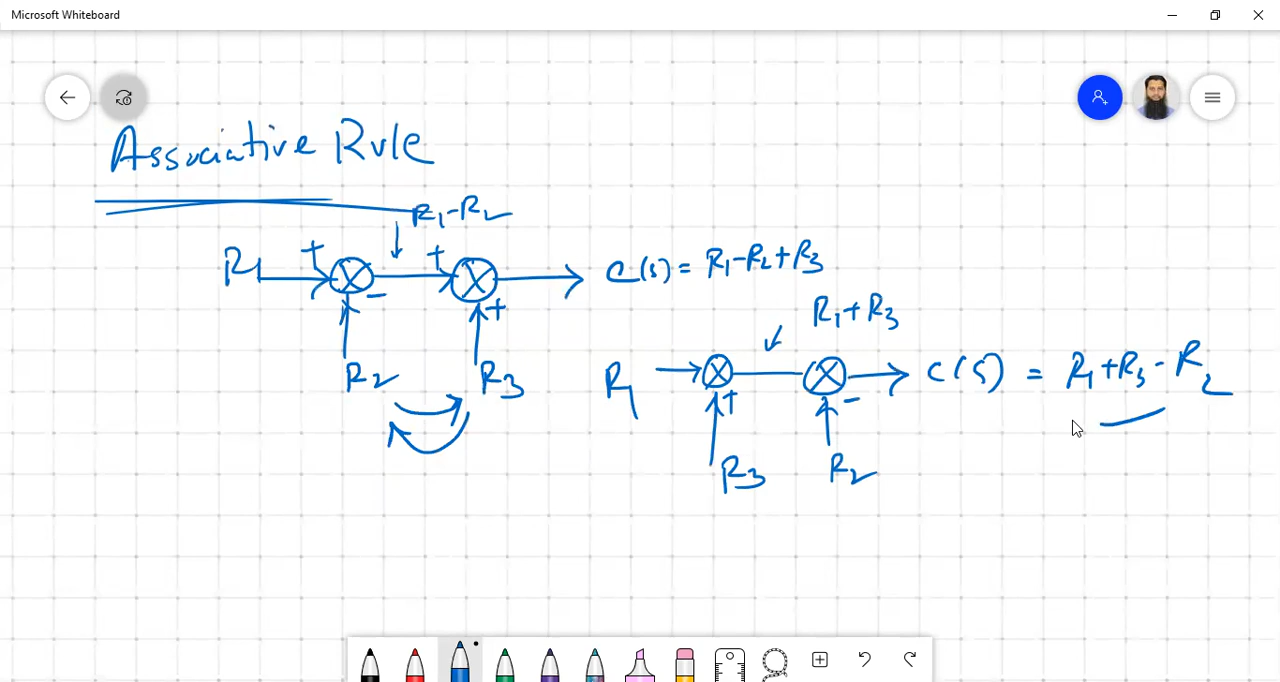 Microsoft Whiteboard
Associative Rule
R1-R2
R1 + - + + C(s) = R1-R2+R3
R2 R3
R1+R3
R1 + - C(s) = R1+R3-R2
R3 R2